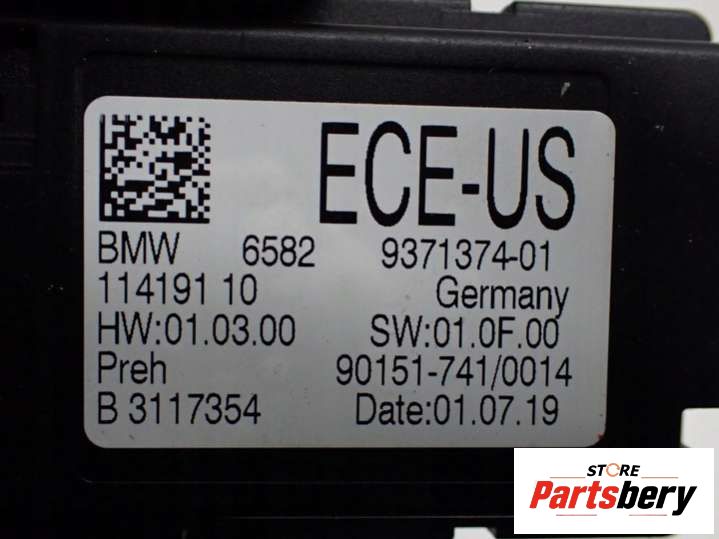 ECE-US
BMW 6582 9371374-01
114191 10 Germany
HW:01.03.00 SW:01.0F.00
Preh 90151-741/0014
B 3117354 Date:01.07.19
STORE
Partsbery